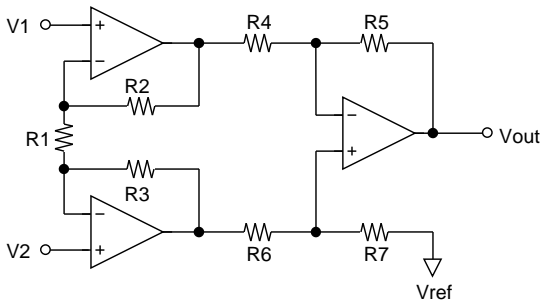 R4
R5
V1
+
−
R2
R1
−
+
Vout
R3
−
V2
+
R6
R7
Vref